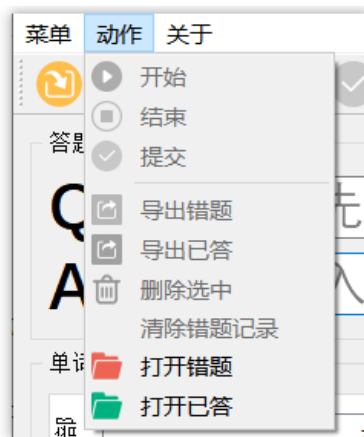 菜单 动作 关于
开始
结束
答题
提交
Q 先
导出错题
导出已答
A 入
删除选中
清除错题记录
单词
打开错题
打开已答